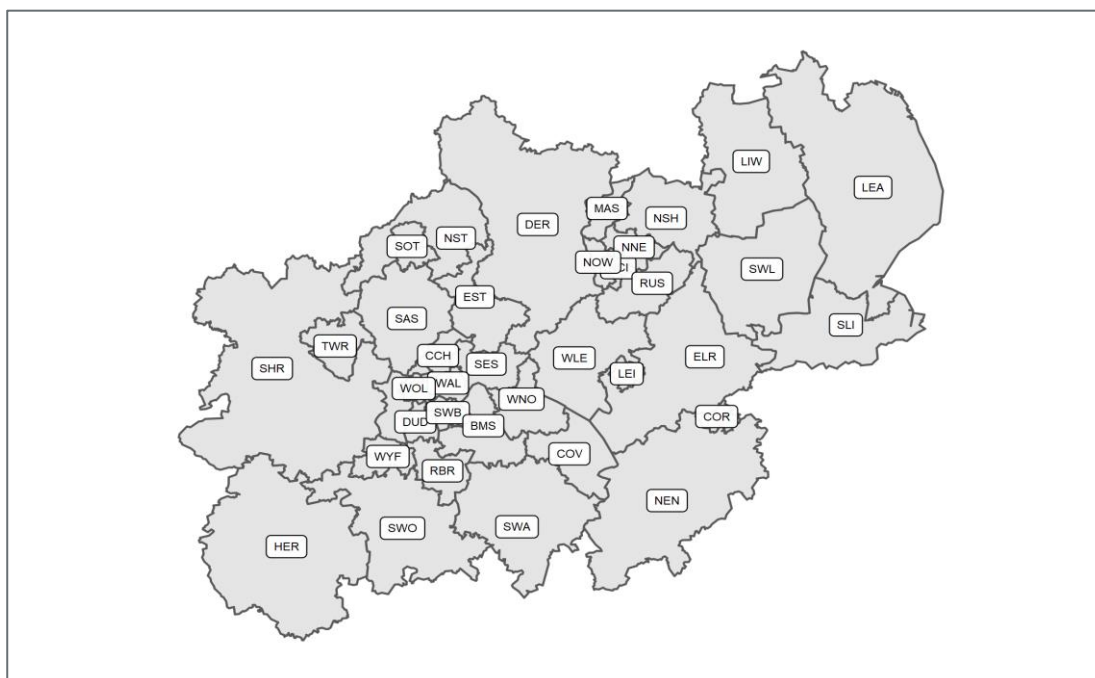 LIW
LEA
MAS
NSH
DER
NST
SOT
NNE
NOW
CI
SWL
RUS
EST
SAS
SLI
TWR
CCH
WLE
ELR
SES
SHR
LEI
WAL
WOL
WNO
SWB
COR
DUD
BMS
COV
WYF
RBR
NEN
SWO
SWA
HER